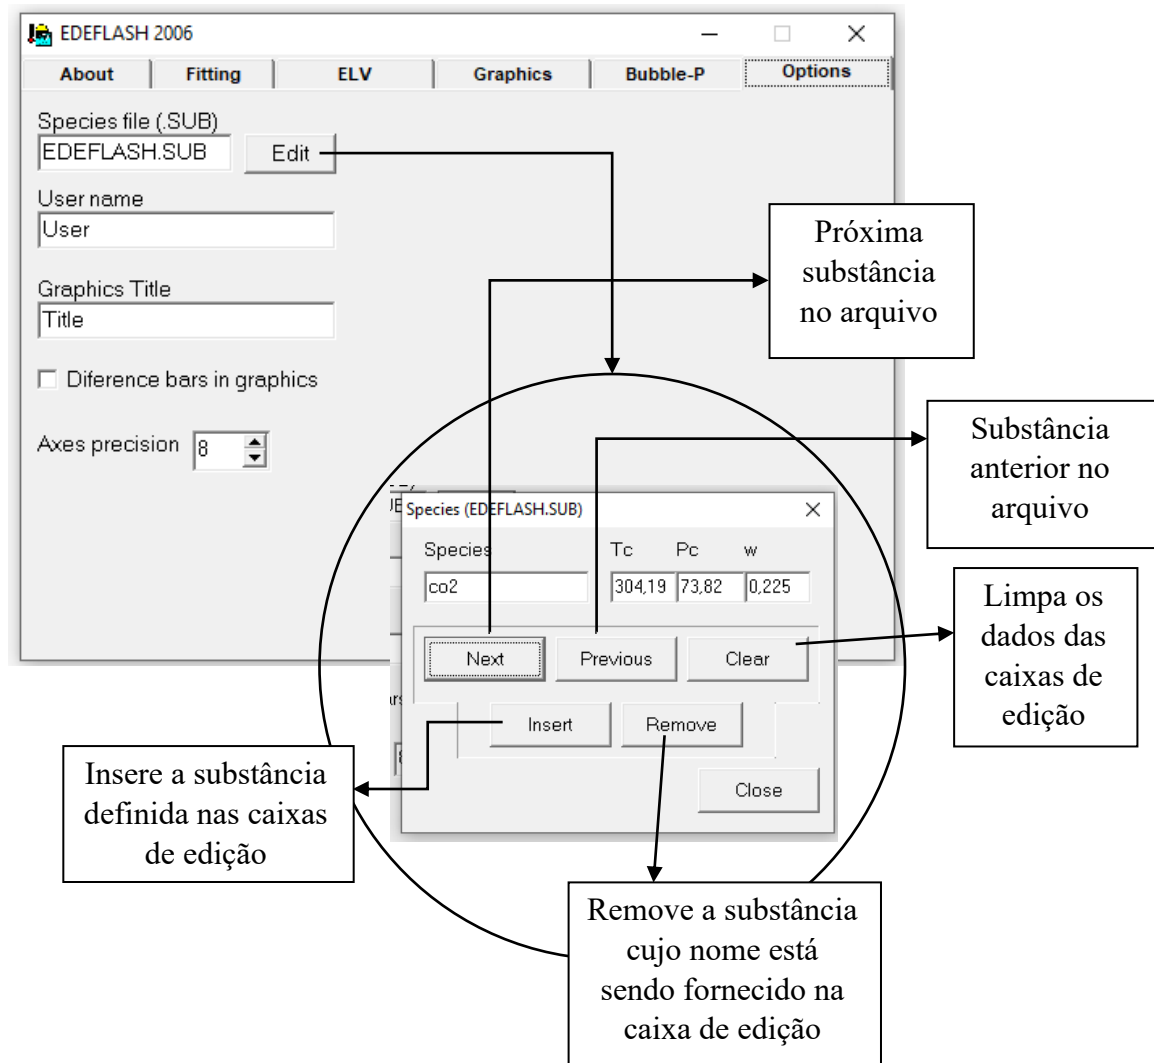 EDEFLASH 2006
About Fitting ELV Graphics Bubble-P Options
Species file (.SUB)
EDEFLASH.SUB Edit
User name
User
Graphics Title
Title
Diference bars in graphics
Axes precision 8
Próxima
substância
no arquivo
Substância
anterior no
arquivo
Species (EDEFLASH.SUB)
Species Tc Pc w
co2 304,19 73,82 0,225
Next Previous Clear
Insert Remove
Close
Limpa os
dados das
caixas de
edição
Insere a substância
definida nas caixas
de edição
Remove a substância
cujo nome está
sendo fornecido na
caixa de edição